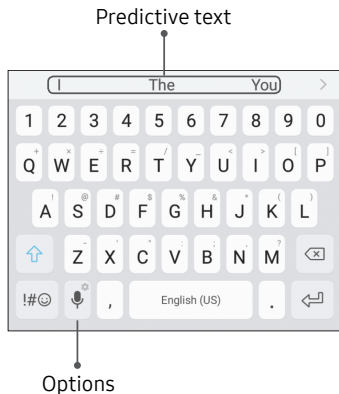 Predictive text
I The You >
1 2 3 4 5 6 7 8 9 0
+ × ÷ = / _ < > [ ]
Q W E R T Y U I O P
! @ # $ % & * ( )
A S D F G H J K L
- ' " : ; , ?
Z X C V B N M
!#☺ , English (US) .
Options